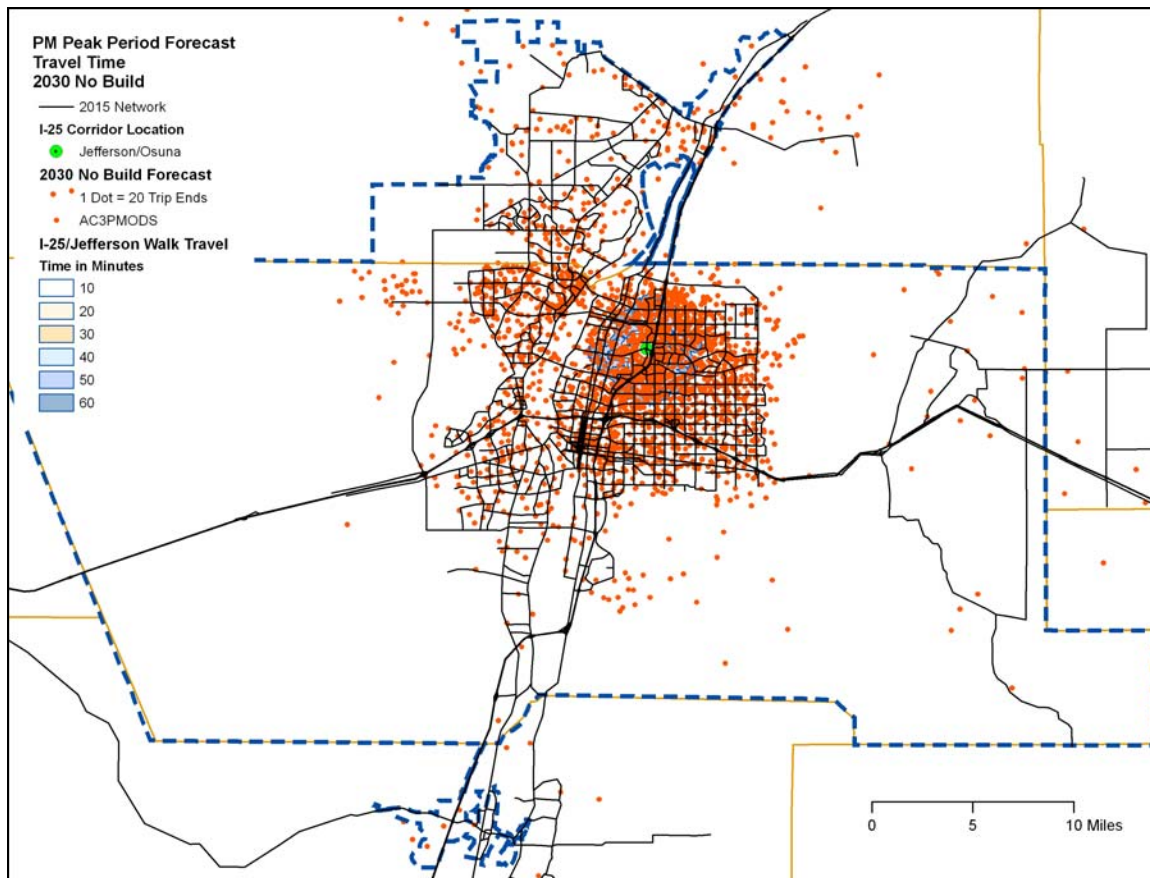 PM Peak Period Forecast
Travel Time
2030 No Build
2015 Network
I-25 Corridor Location
Jefferson/Osuna
2030 No Build Forecast
1 Dot = 20 Trip Ends
AC3PMODS
I-25/Jefferson Walk Travel
Time in Minutes
10
20
30
40
50
60
0 5 10 Miles